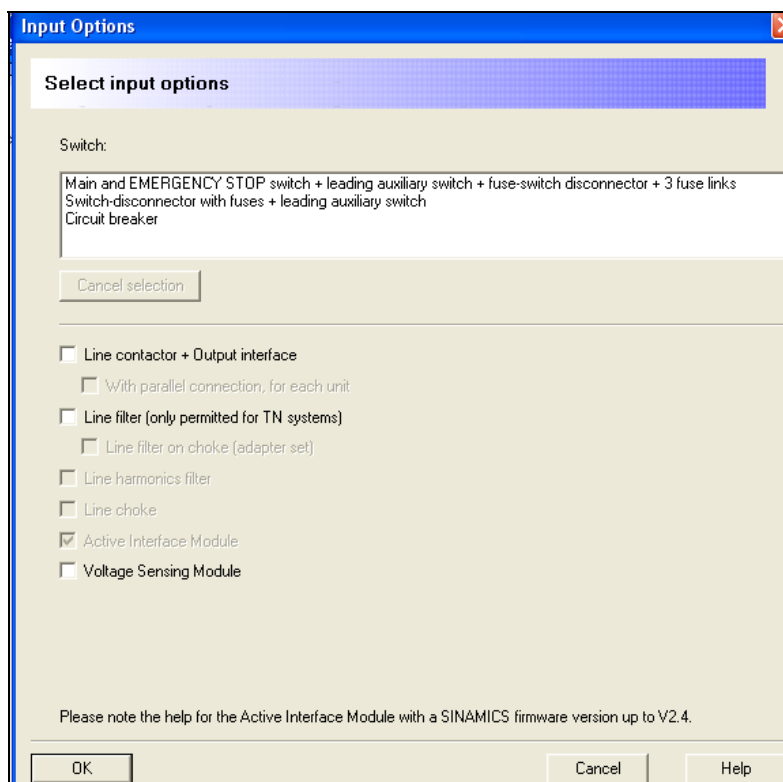 Input Options
Select input options
Switch:
Main and EMERGENCY STOP switch + leading auxiliary switch + fuse-switch disconnector + 3 fuse links
Switch-disconnector with fuses + leading auxiliary switch
Circuit breaker
Cancel selection
Line contactor + Output interface
With parallel connection, for each unit
Line filter (only permitted for TN systems)
Line filter on choke (adapter set)
Line harmonics filter
Line choke
Active Interface Module
Voltage Sensing Module
Please note the help for the Active Interface Module with a SINAMICS firmware version up to V2.4.
OK
Cancel
Help